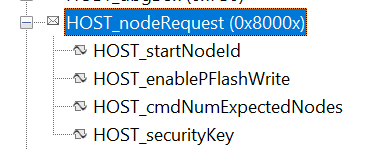 HOST_nodeRequest (0x8000x)
HOST_startNodeId
HOST_enablePFlashWrite
HOST_cmdNumExpectedNodes
HOST_securityKey